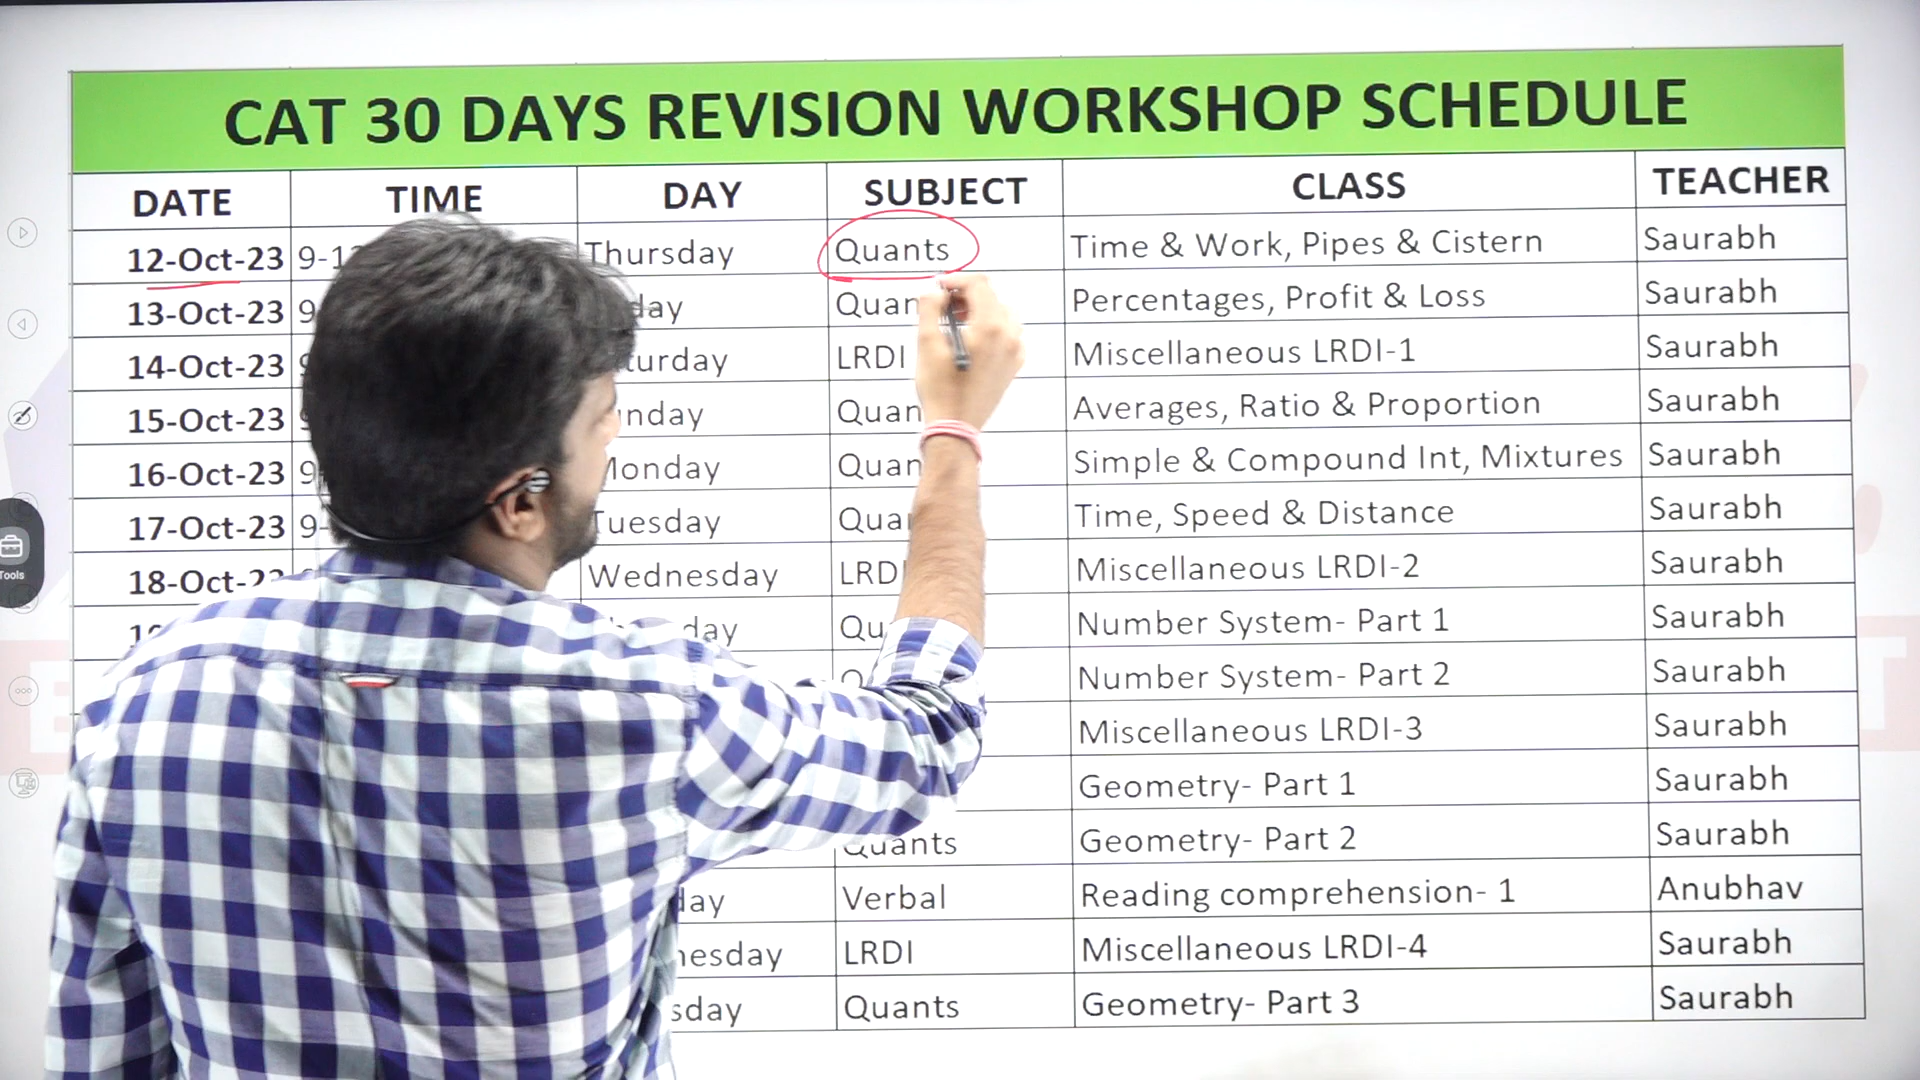 CAT 30 DAYS REVISION WORKSHOP SCHEDULE
DATE TIME DAY SUBJECT CLASS TEACHER
12-Oct-23 Thursday Quants Time & Work, Pipes & Cistern Saurabh
13-Oct-23 Percentages, Profit & Loss Saurabh
14-Oct-23 LRDI Miscellaneous LRDI-1 Saurabh
15-Oct-23 Averages, Ratio & Proportion Saurabh
16-Oct-23 Monday Simple & Compound Int, Mixtures Saurabh
17-Oct-23 Tuesday Time, Speed & Distance Saurabh
Wednesday Miscellaneous LRDI-2 Saurabh
Number System- Part 1 Saurabh
Number System- Part 2 Saurabh
Miscellaneous LRDI-3 Saurabh
Geometry- Part 1 Saurabh
Quants Geometry- Part 2 Saurabh
Verbal Reading comprehension- 1 Anubhav
LRDI Miscellaneous LRDI-4 Saurabh
Quants Geometry- Part 3 Saurabh
Tools